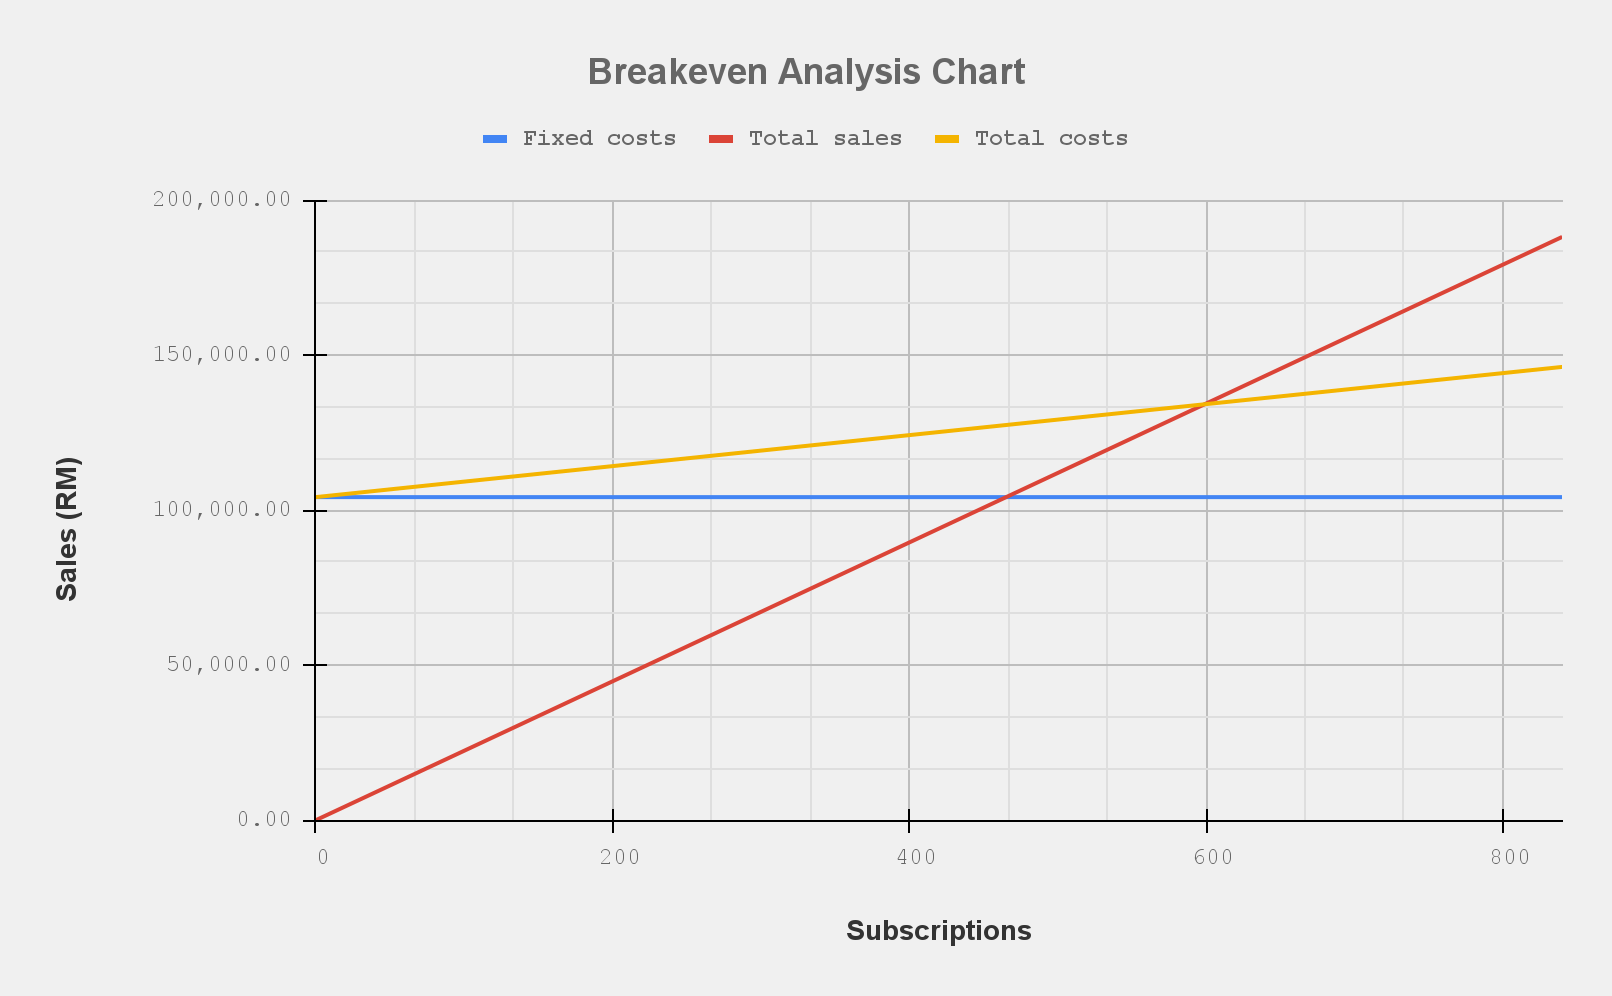 Breakeven Analysis Chart
Fixed costs Total sales Total costs
200,000.00
150,000.00
100,000.00
50,000.00
0.00
Sales (RM)
0 200 400 600 800
Subscriptions